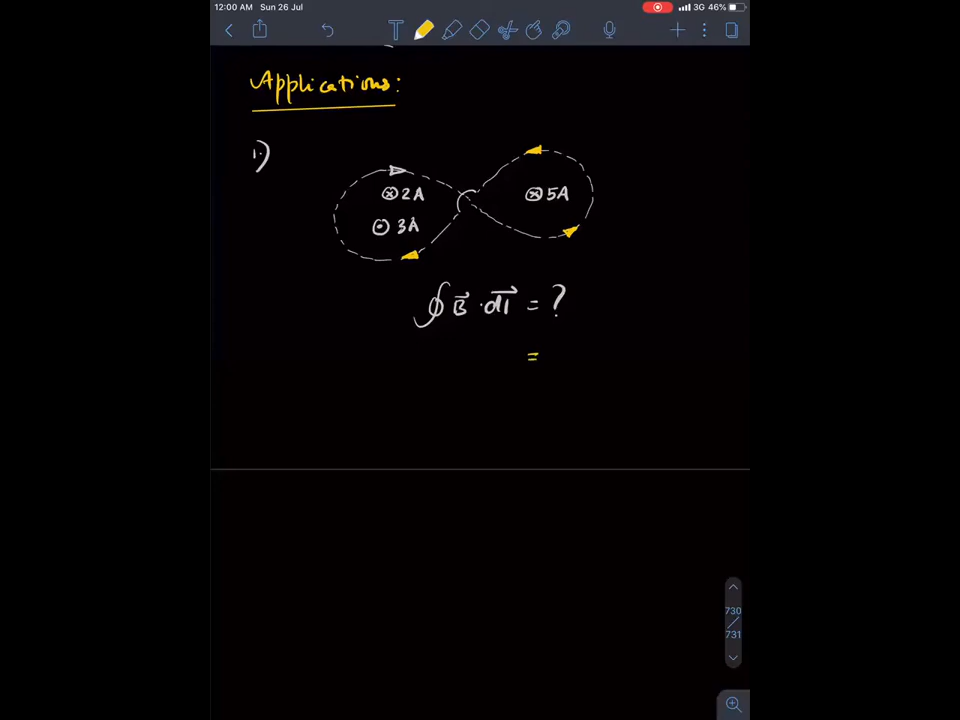 12:00 AM Sun 26 Jul
3G 46%
T
Applications:
1.)
⊗ 2A
⊙ 3A
⊗ 5A
∮ B⃗ · dl⃗ = ?
=
730
731